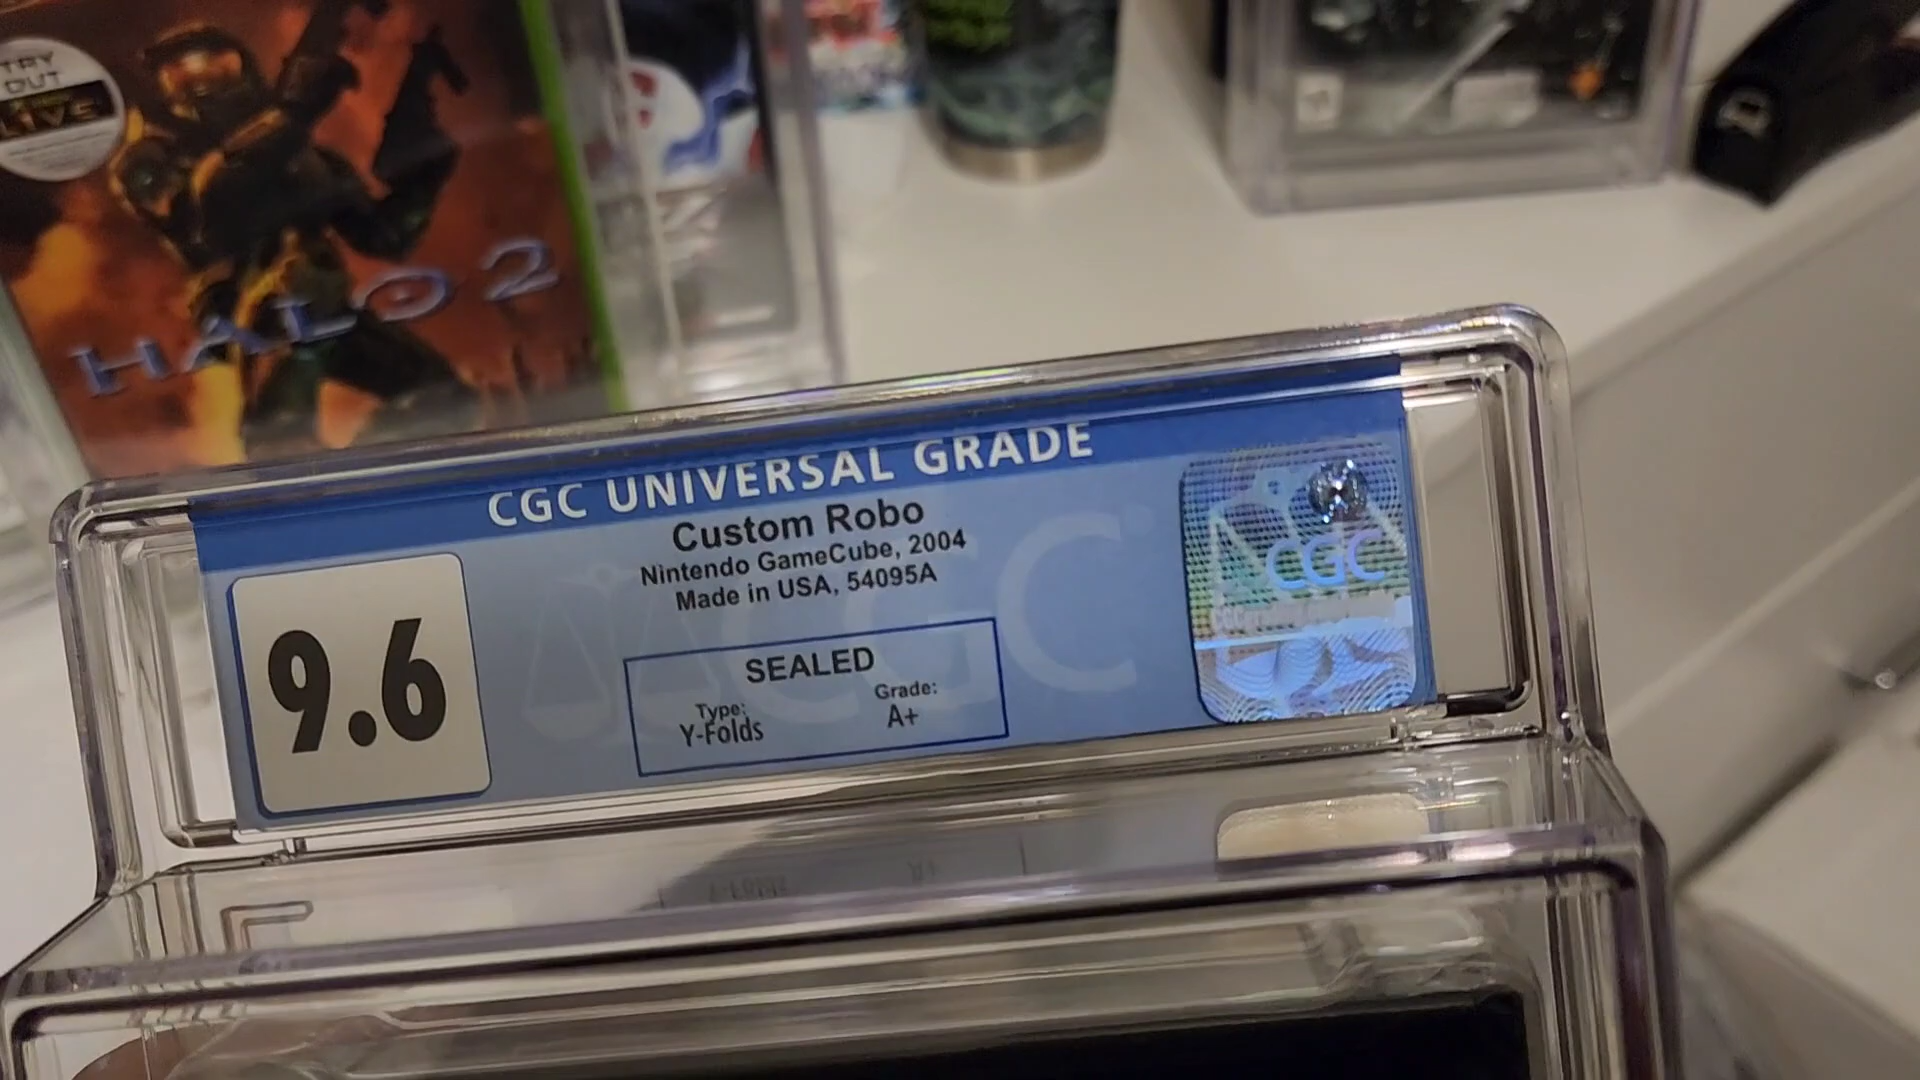 TRY
OUT
LIVE
HALO 2
CGC UNIVERSAL GRADE
Custom Robo
Nintendo GameCube, 2004
Made in USA, 54095A
9.6
SEALED
Type:
Y-Folds
Grade:
A+
CGC